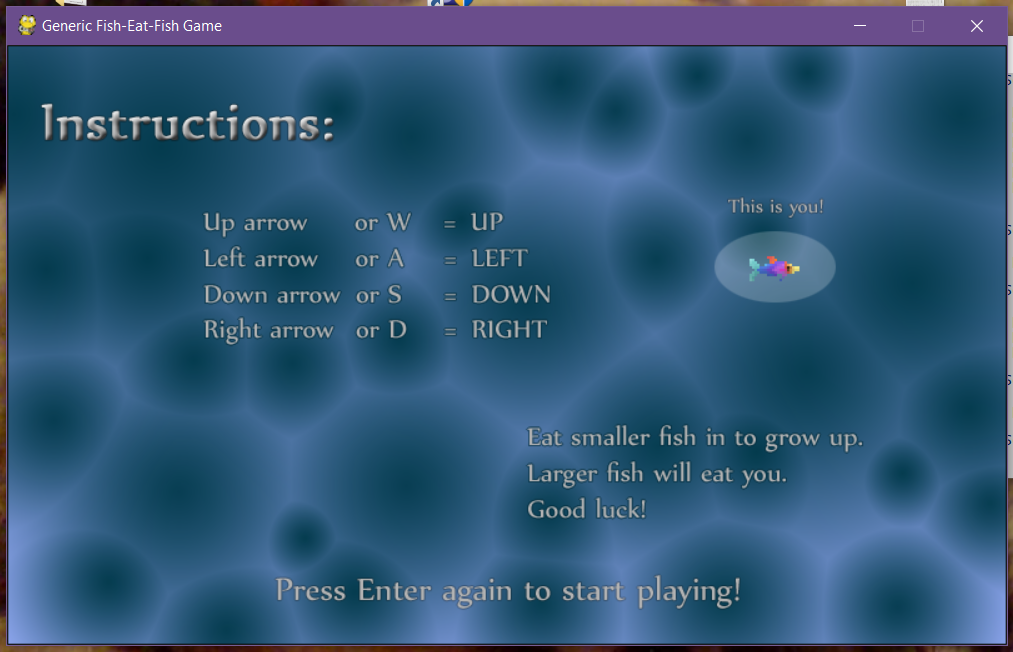 Generic Fish-Eat-Fish Game
Instructions:
This is you!
Up arrow or W = UP
Left arrow or A = LEFT
Down arrow or S = DOWN
Right arrow or D = RIGHT
Eat smaller fish in to grow up.
Larger fish will eat you.
Good luck!
Press Enter again to start playing!